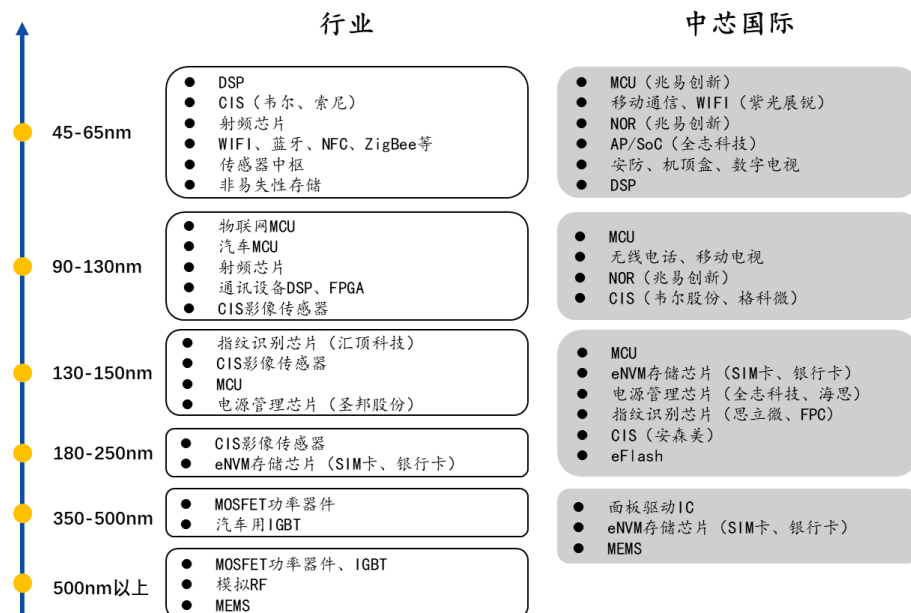 行业
中芯国际
45-65nm
● DSP
● CIS（韦尔、索尼）
● 射频芯片
● WIFI、蓝牙、NFC、ZigBee等
● 传感器中枢
● 非易失性存储
● MCU（兆易创新）
● 移动通信、WIFI（紫光展锐）
● NOR（兆易创新）
● AP/SoC（全志科技）
● 安防、机顶盒、数字电视
● DSP
90-130nm
● 物联网MCU
● 汽车MCU
● 射频芯片
● 通讯设备DSP、FPGA
● CIS影像传感器
● MCU
● 无线电话、移动电视
● NOR（兆易创新）
● CIS（韦尔股份、格科微）
130-150nm
● 指纹识别芯片（汇顶科技）
● CIS影像传感器
● MCU
● 电源管理芯片（圣邦股份）
180-250nm
● CIS影像传感器
● eNVM存储芯片（SIM卡、银行卡）
● MCU
● eNVM存储芯片（SIM卡、银行卡）
● 电源管理芯片（全志科技、海思）
● 指纹识别芯片（思立微、FPC）
● CIS（安森美）
● eFlash
350-500nm
● MOSFET功率器件
● 汽车用IGBT
500nm以上
● MOSFET功率器件、IGBT
● 模拟RF
● MEMS
● 面板驱动IC
● eNVM存储芯片（SIM卡、银行卡）
● MEMS